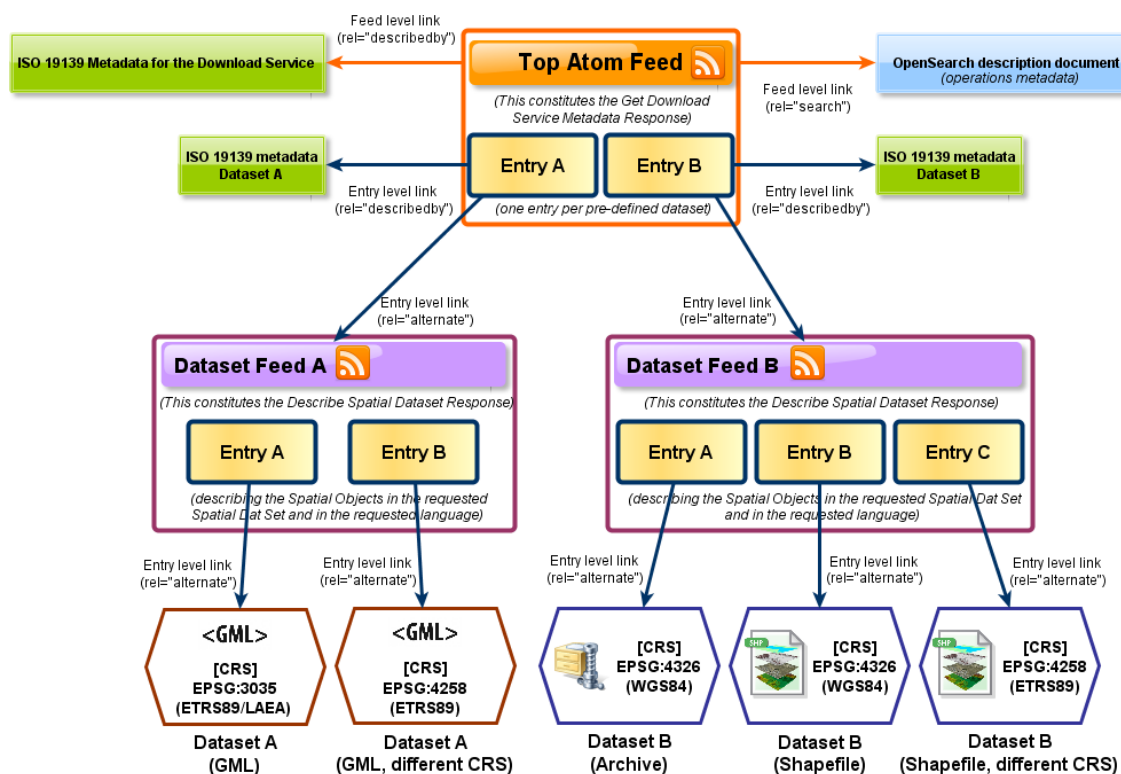 Feed level link
(rel="describedby")
ISO 19139 Metadata for the Download Service
Top Atom Feed
(This constitutes the Get Download
Service Metadata Response)
Feed level link
(rel="search")
OpenSearch description document
(operations metadata)
ISO 19139 metadata
Dataset A
Entry level link
(rel="describedby")
Entry A
Entry B
(one entry per pre-defined dataset)
Entry level link
(rel="describedby")
ISO 19139 metadata
Dataset B
Entry level link
(rel="alternate")
Entry level link
(rel="alternate")
Dataset Feed A
(This constitutes the Describe Spatial Dataset Response)
Entry A
Entry B
(describing the Spatial Objects in the requested
Spatial Dat Set and in the requested language)
Dataset Feed B
(This constitutes the Describe Spatial Dataset Response)
Entry A
Entry B
Entry C
(describing the Spatial Objects in the requested Spatial Dat Set
and in the requested language)
Entry level link
(rel="alternate")
Entry level link
(rel="alternate")
Entry level link
(rel="alternate")
Entry level link
(rel="alternate")
Entry level link
(rel="alternate")
<GML>
[CRS]
EPSG:3035
(ETRS89/LAEA)
Dataset A
(GML)
<GML>
[CRS]
EPSG:4258
(ETRS89)
Dataset A
(GML, different CRS)
[CRS]
EPSG:4326
(WGS84)
Dataset B
(Archive)
SHP
[CRS]
EPSG:4326
(WGS84)
Dataset B
(Shapefile)
SHP
[CRS]
EPSG:4258
(ETRS89)
Dataset B
(Shapefile, different CRS)